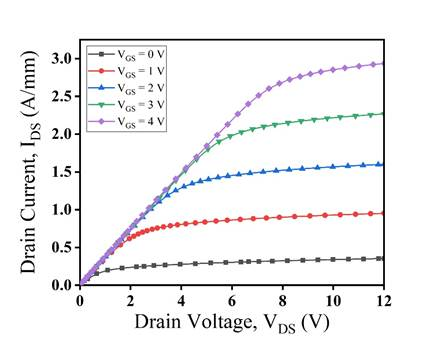 3.0
2.5
2.0
1.5
1.0
0.5
0.0
Drain Current, I_DS (A/mm)
V_GS = 0 V
V_GS = 1 V
V_GS = 2 V
V_GS = 3 V
V_GS = 4 V
0 2 4 6 8 10 12
Drain Voltage, V_DS (V)